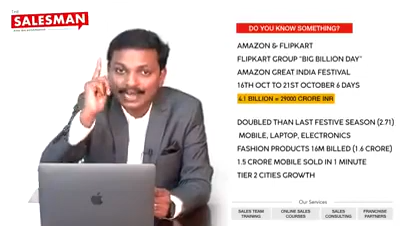 THE
SALESMAN
DO YOU KNOW SOMETHING?
AMAZON & FLIPKART
FLIPKART GROUP "BIG BILLION DAY"
AMAZON GREAT INDIA FESTIVAL
16TH OCT TO 21ST OCTOBER 6 DAYS
4.1 BILLION = 29000 CRORE INR
DOUBLED THAN LAST FESTIVE SEASON (2.71)
MOBILE, LAPTOP, ELECTRONICS
FASHION PRODUCTS 16M BILLED (1.6 CRORE)
1.5 CRORE MOBILE SOLD IN 1 MINUTE
TIER 2 CITIES GROWTH
Our Services
SALES TEAM TRAINING
ONLINE SALES COURSES
SALES CONSULTING
FRANCHISE PARTNERS